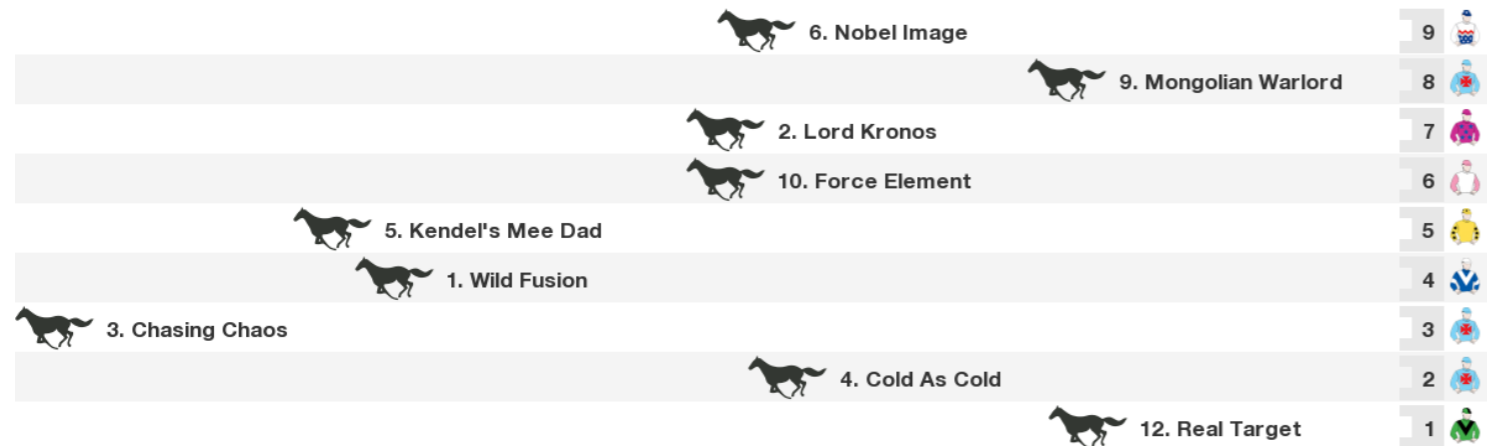 6. Nobel Image 9
9. Mongolian Warlord 8
2. Lord Kronos 7
10. Force Element 6
5. Kendel's Mee Dad 5
1. Wild Fusion 4
3. Chasing Chaos 3
4. Cold As Cold 2
12. Real Target 1